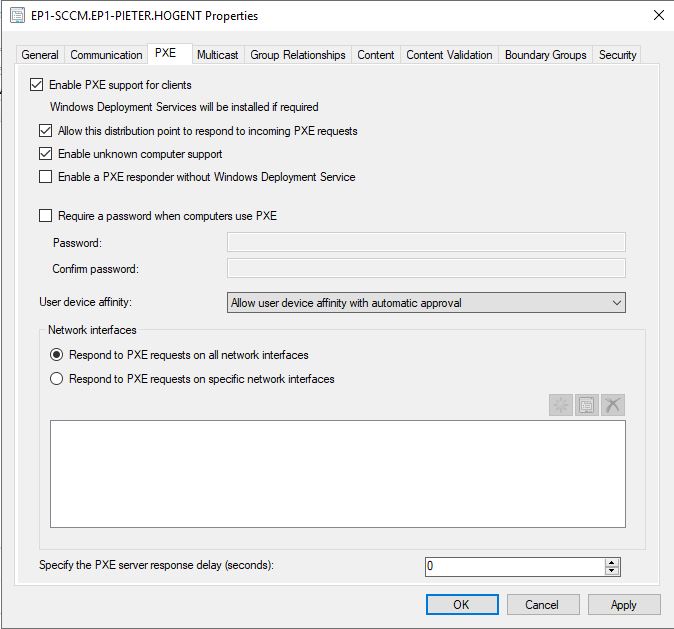 EP1-SCCM.EP1-PIETER.HOGENT Properties
General Communication PXE Multicast Group Relationships Content Content Validation Boundary Groups Security
Enable PXE support for clients
Windows Deployment Services will be installed if required
Allow this distribution point to respond to incoming PXE requests
Enable unknown computer support
Enable a PXE responder without Windows Deployment Service
Require a password when computers use PXE
Password:
Confirm password:
User device affinity: Allow user device affinity with automatic approval
Network interfaces
Respond to PXE requests on all network interfaces
Respond to PXE requests on specific network interfaces
Specify the PXE server response delay (seconds): 0
OK Cancel Apply